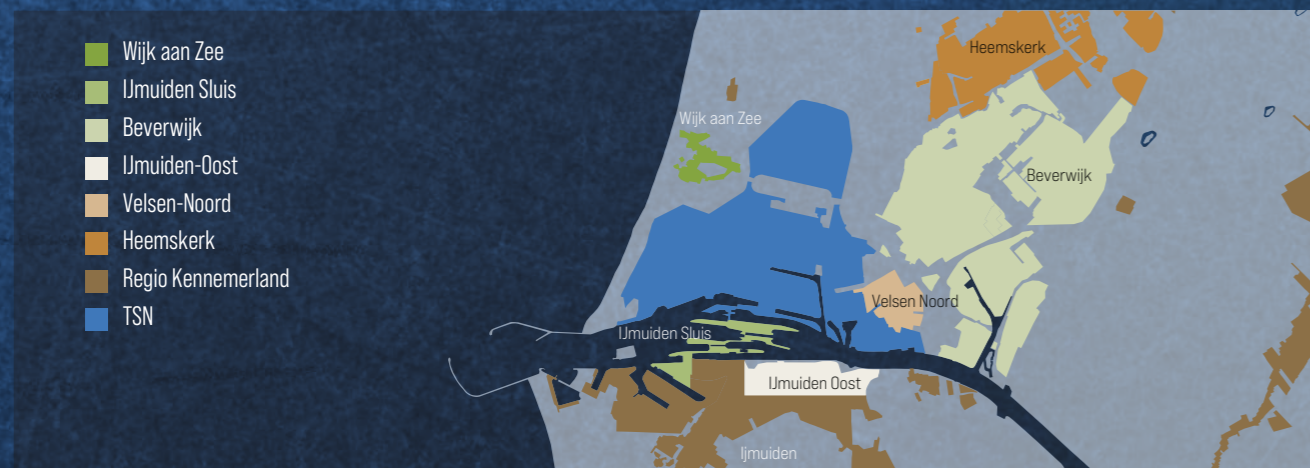 Wijk aan Zee
IJmuiden Sluis
Beverwijk
IJmuiden-Oost
Velsen-Noord
Heemskerk
Regio Kennemerland
TSN
Heemskerk
Wijk aan Zee
Beverwijk
Velsen Noord
IJmuiden Sluis
IJmuiden Oost
Ijmuiden